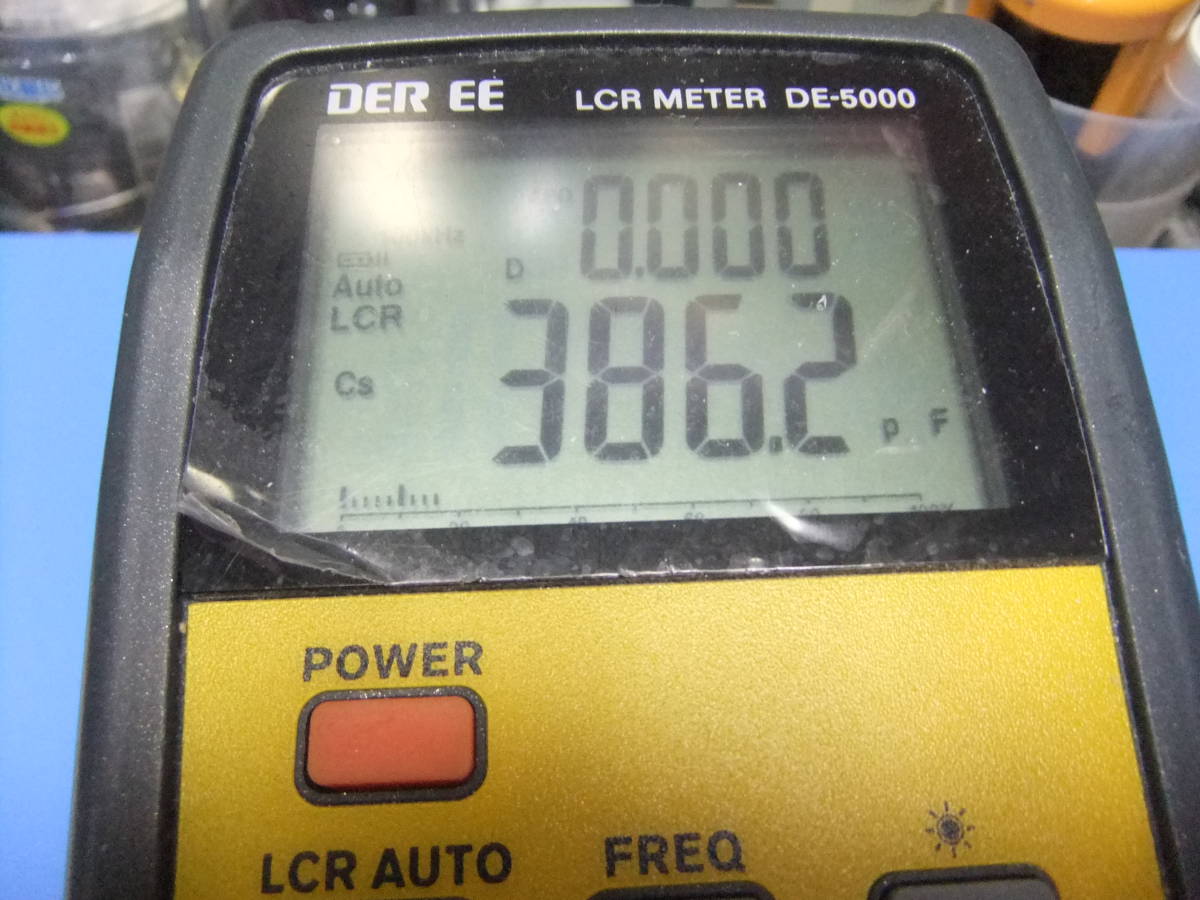 DER EE LCR METER DE-5000
0.000
D
Auto
LCR
386.2 pF
Cs
POWER
LCR AUTO FREQ